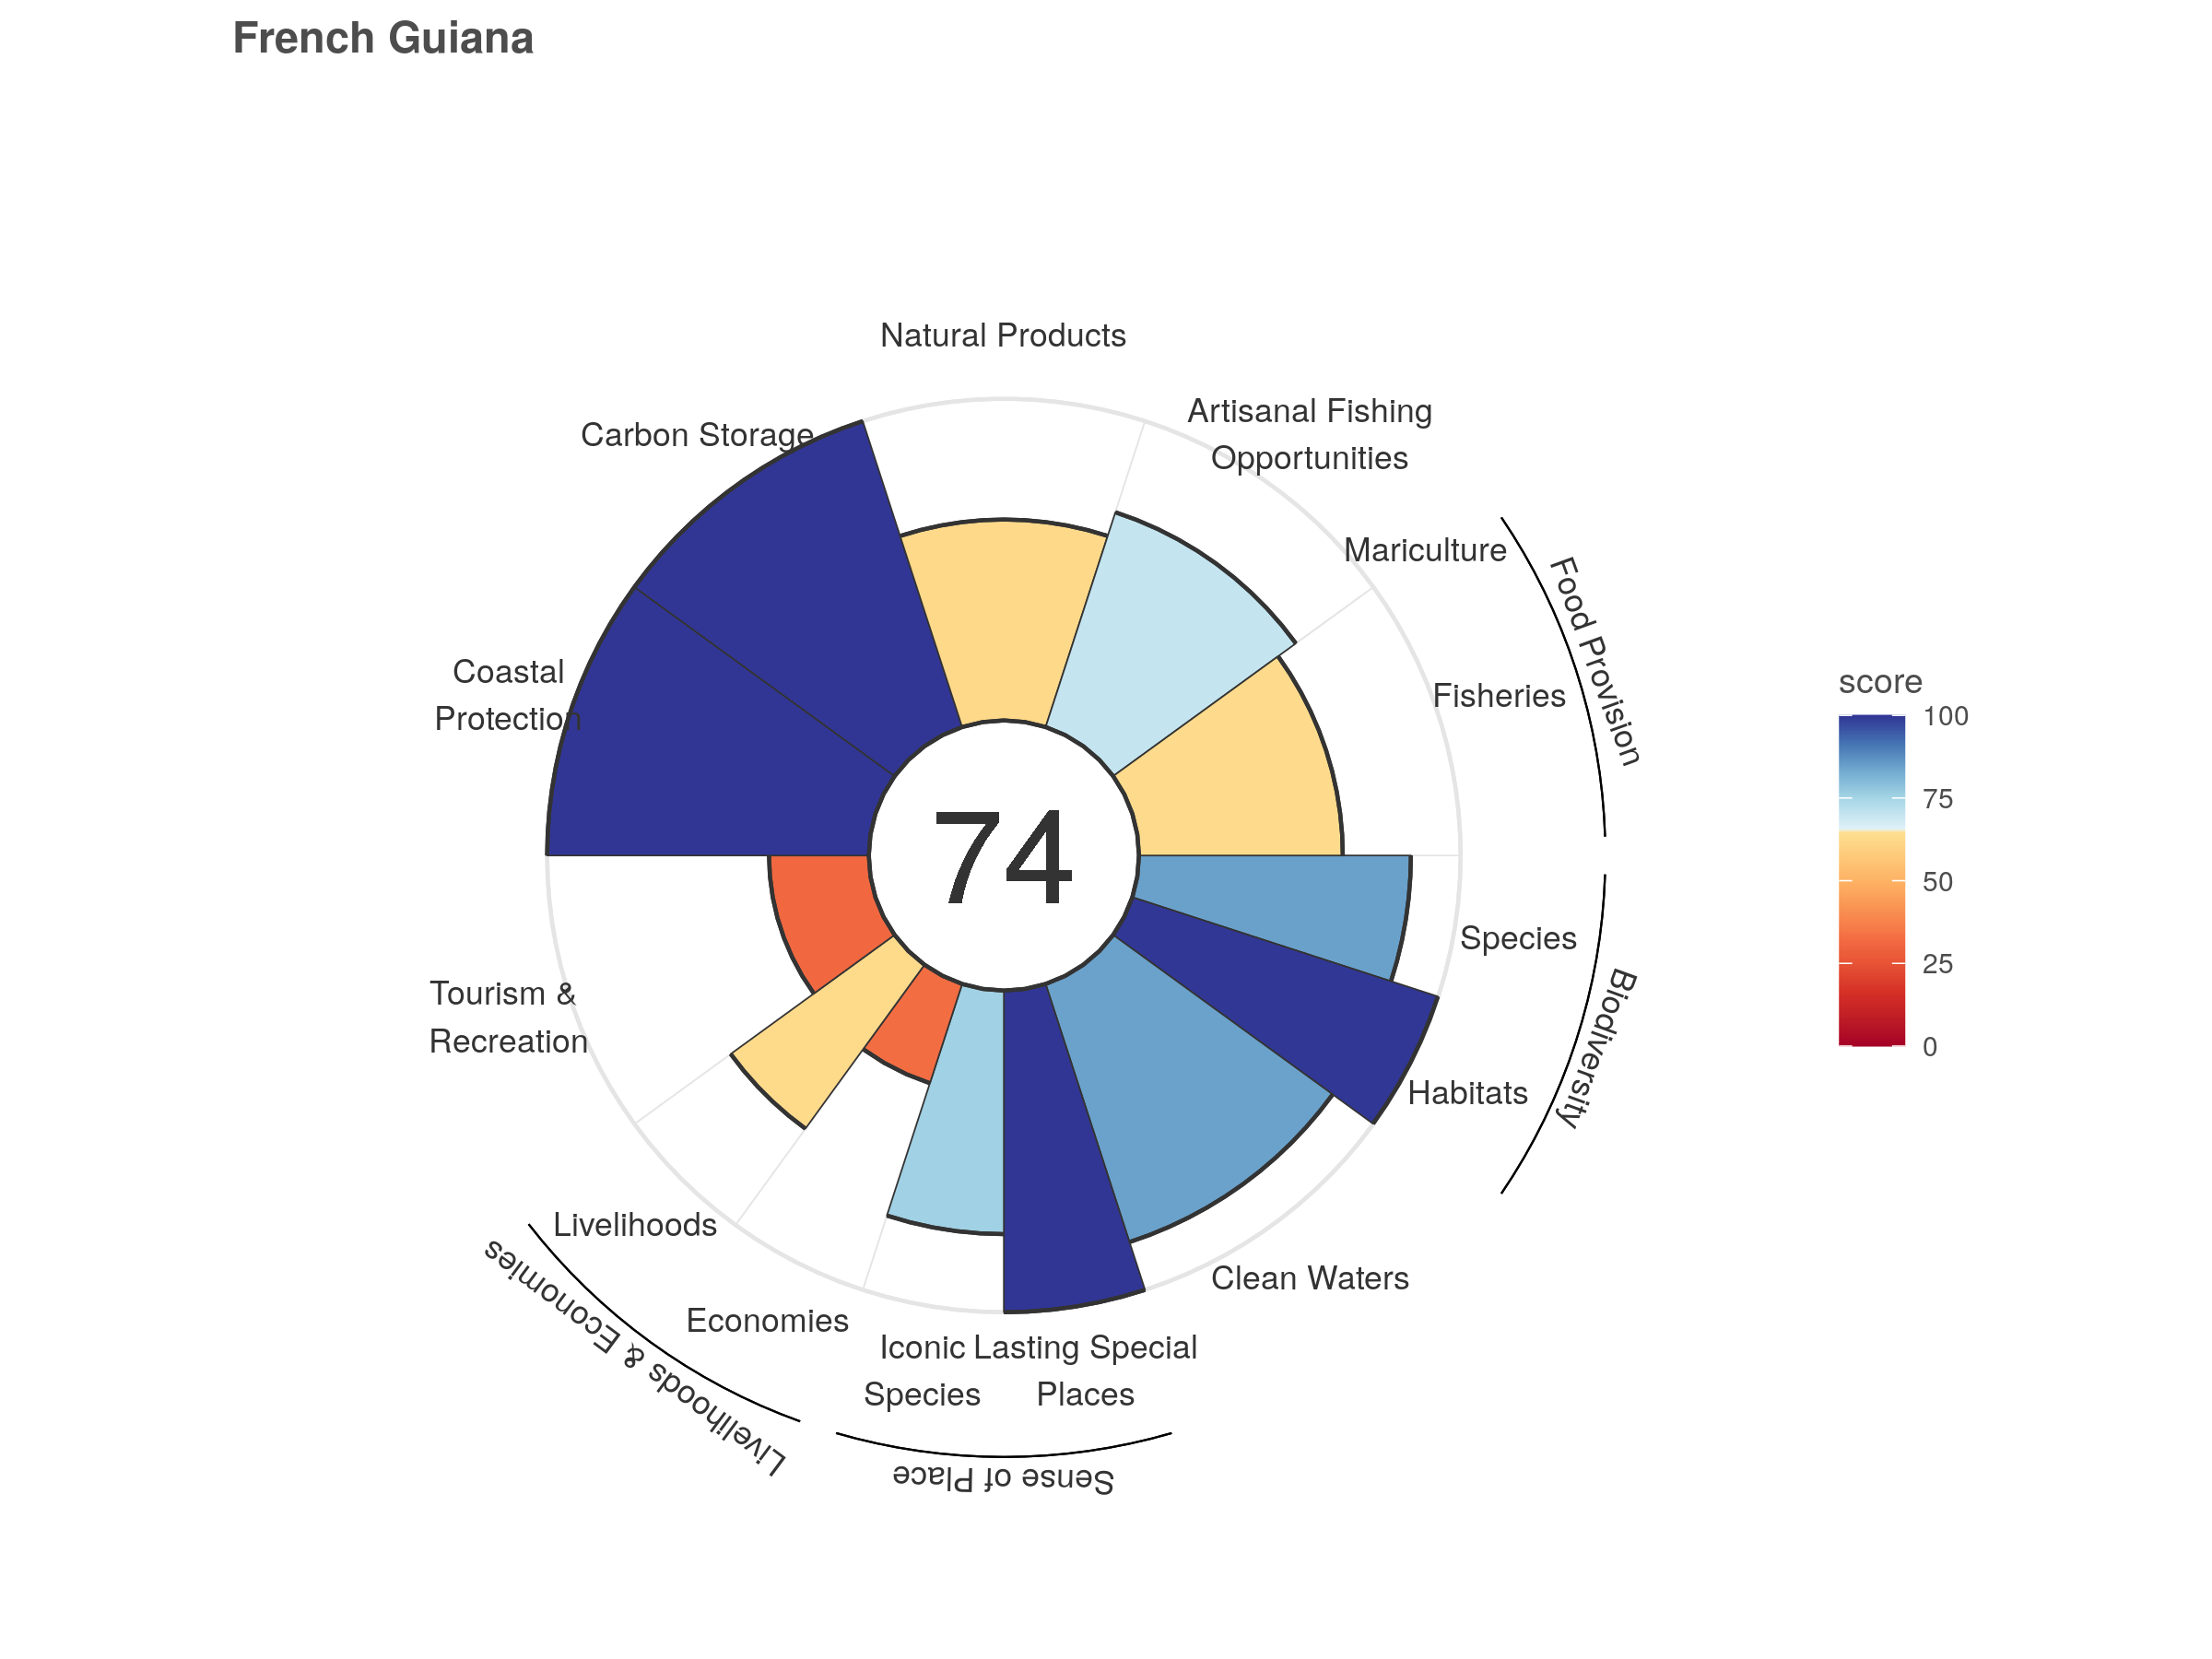 French Guiana
Natural Products
Artisanal Fishing
Opportunities
Carbon Storage
Mariculture
Food Provision
Fisheries
Coastal
Protection
score
100
75
50
25
0
74
Species
Biodiversity
Habitats
Tourism &
Recreation
Livelihoods
Clean Waters
Economies
Livelihoods & Economies
Iconic
Species
Lasting Special
Places
Sense of Place